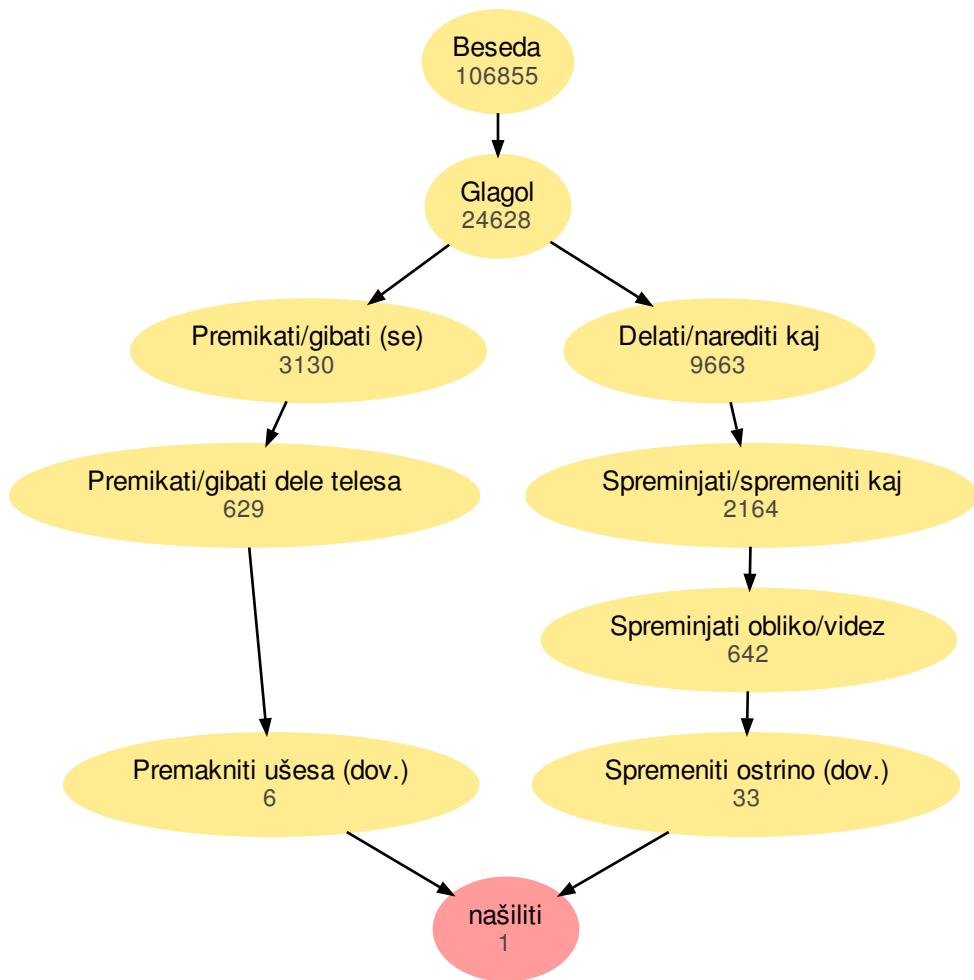 Beseda
106855
Glagol
24628
Premikati/gibati (se)
3130
Delati/narediti kaj
9663
Premikati/gibati dele telesa
629
Spreminjati/spremeniti kaj
2164
Spreminjati obliko/videz
642
Premakniti ušesa (dov.)
6
Spremeniti ostrino (dov.)
33
našiliti
1